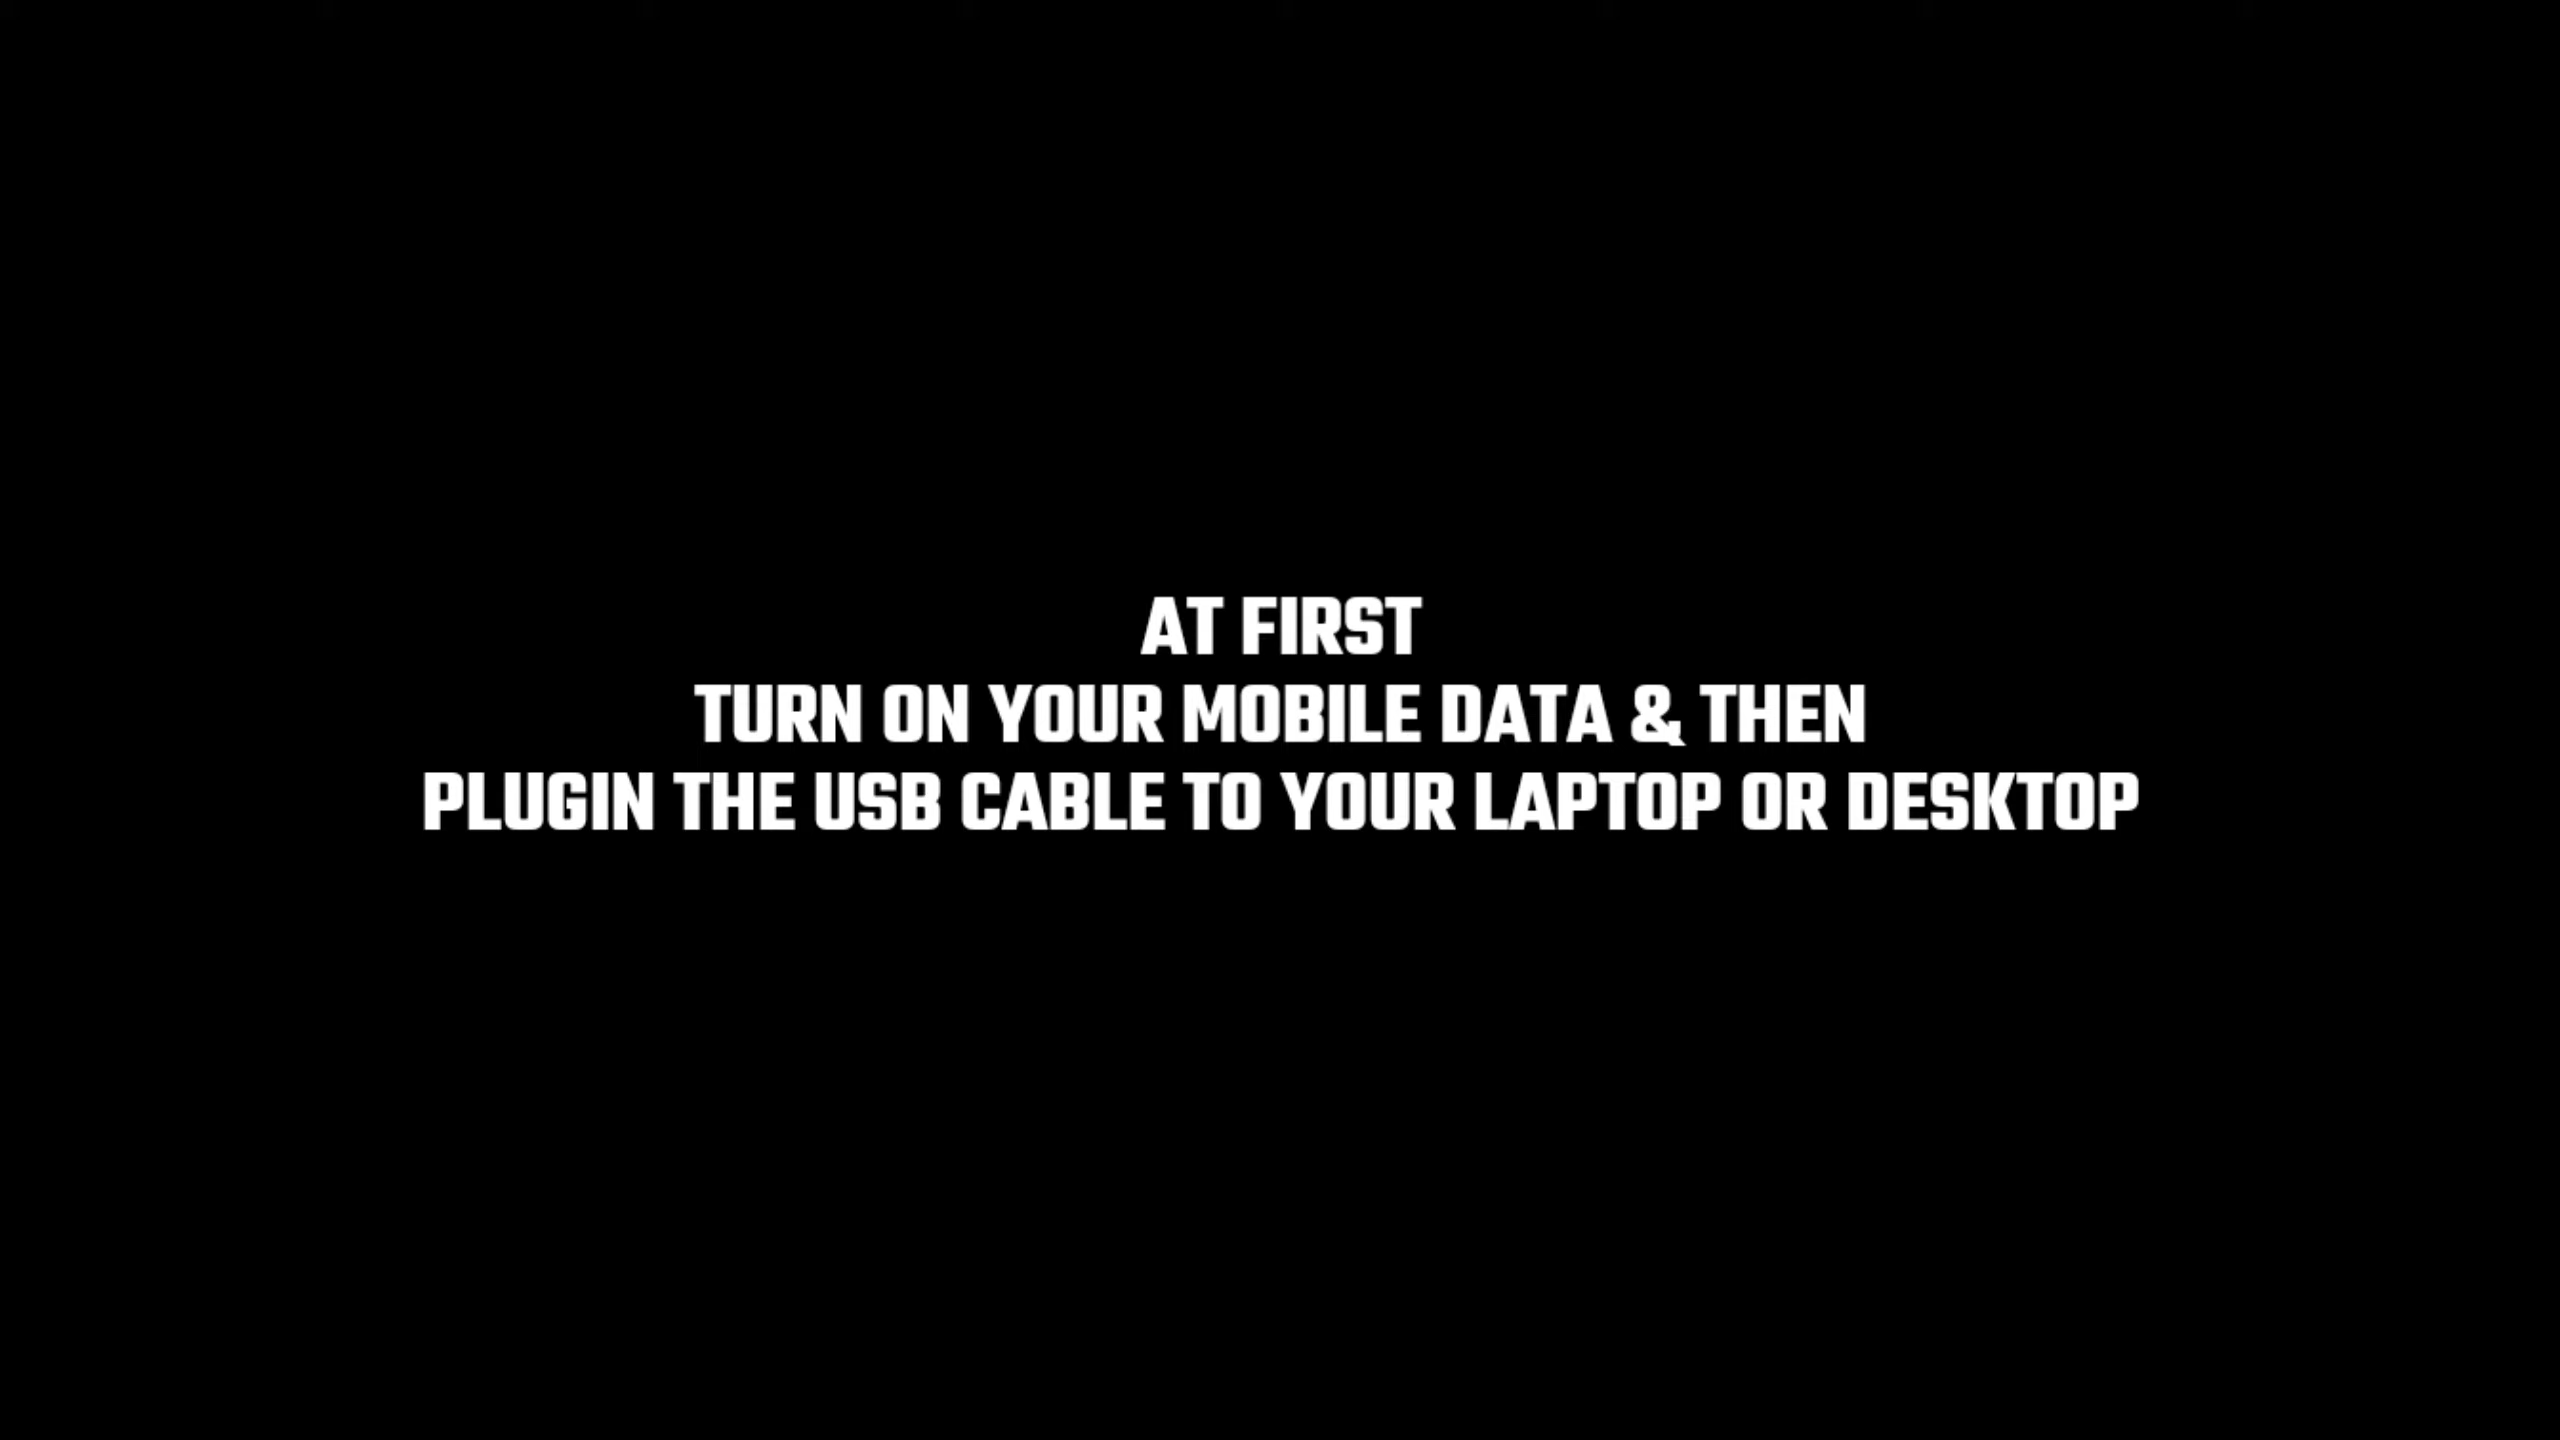 AT FIRST
TURN ON YOUR MOBILE DATA & THEN
PLUGIN THE USB CABLE TO YOUR LAPTOP OR DESKTOP